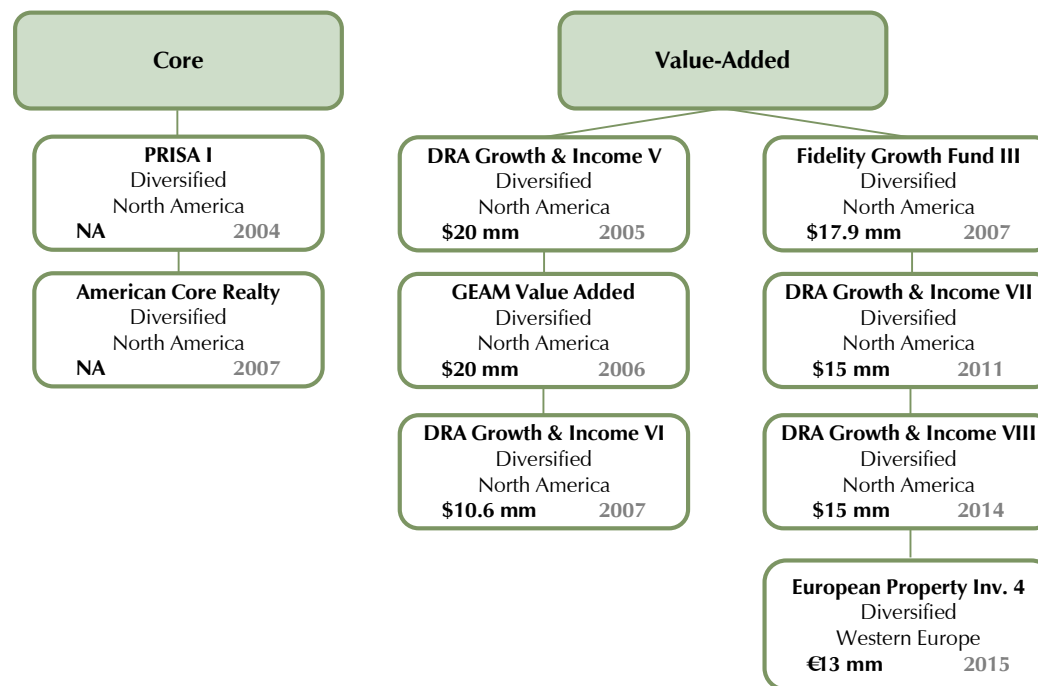 Core
PRISA I
Diversified
North America
NA 2004
American Core Realty
Diversified
North America
NA 2007
Value-Added
DRA Growth & Income V
Diversified
North America
$20 mm 2005
GEAM Value Added
Diversified
North America
$20 mm 2006
DRA Growth & Income VI
Diversified
North America
$10.6 mm 2007
Fidelity Growth Fund III
Diversified
North America
$17.9 mm 2007
DRA Growth & Income VII
Diversified
North America
$15 mm 2011
DRA Growth & Income VIII
Diversified
North America
$15 mm 2014
European Property Inv. 4
Diversified
Western Europe
€13 mm 2015